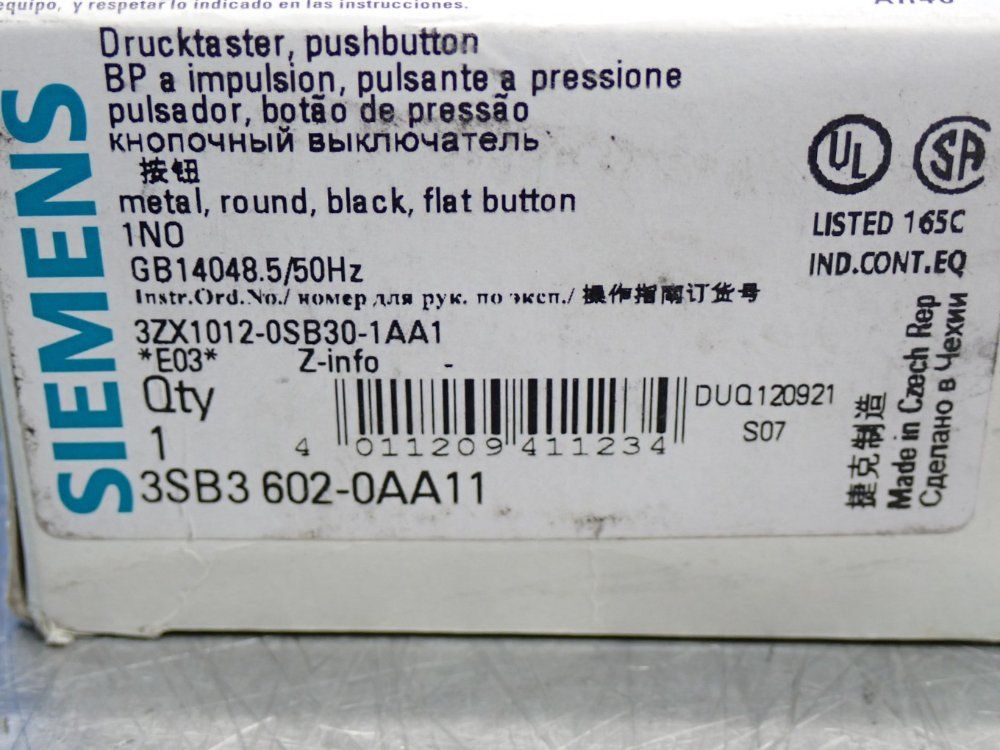 equipo, y respetar lo indicado en las instrucciones.
SIEMENS
Drucktaster, pushbutton
BP a impulsion, pulsante a pressione
pulsador, botão de pressão
кнопочный выключатель
按钮
metal, round, black, flat button
1NO
GB14048.5/50Hz
Instr.Ord.No./ номер для рук. по эксп./ 操作指南订货号
3ZX1012-0SB30-1AA1
*E03* Z-info -
Qty
1
4 011209 411234
DUQ120921
S07
3SB3 602-0AA11
UL SA
LISTED 165C
IND.CONT.EQ
捷克制造
Made in Czech Rep
Сделано в Чехии